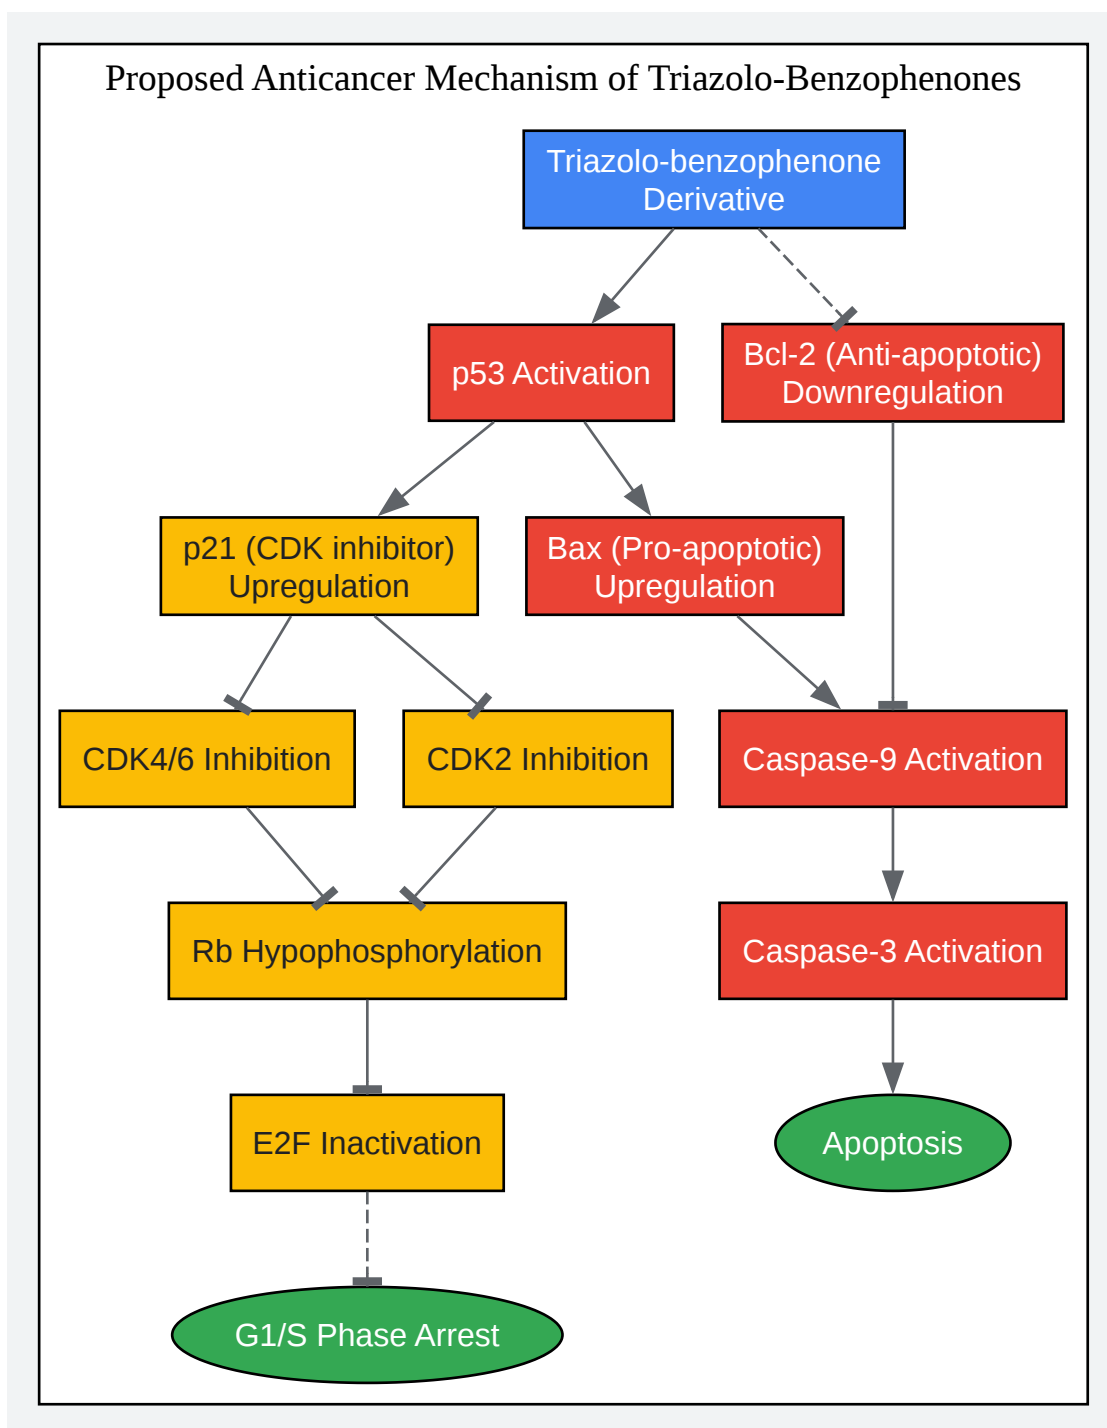 Proposed Anticancer Mechanism of Triazolo-Benzophenones
Triazolo-benzophenone
Derivative
p53 Activation
Bcl-2 (Anti-apoptotic)
Downregulation
p21 (CDK inhibitor)
Upregulation
Bax (Pro-apoptotic)
Upregulation
CDK4/6 Inhibition
CDK2 Inhibition
Caspase-9 Activation
Rb Hypophosphorylation
Caspase-3 Activation
E2F Inactivation
Apoptosis
G1/S Phase Arrest